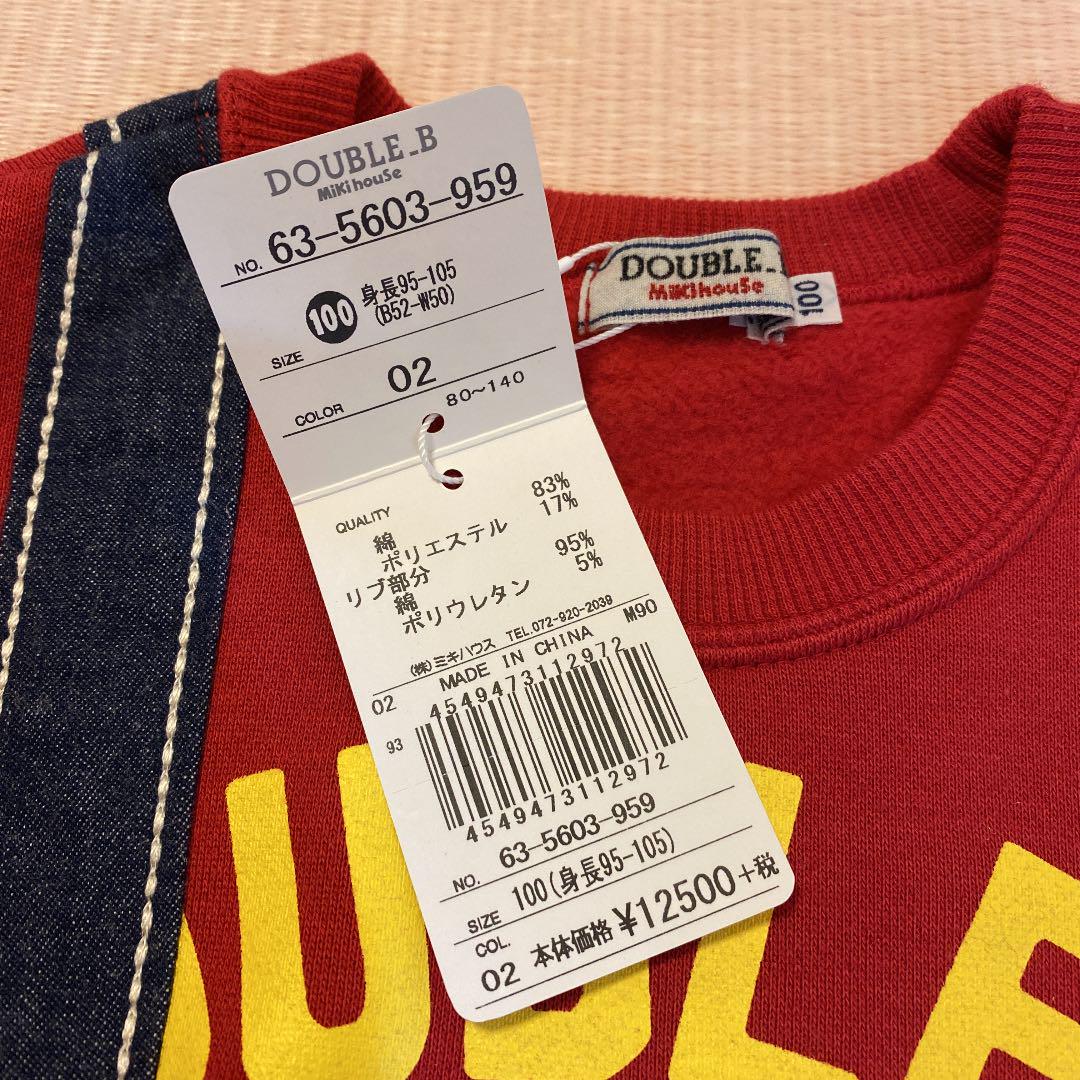 DOUBLE_B
MiKihouSe
NO. 63-5603-959
SIZE 100 身長95-105
(B52-W50)
COLOR 02
80~140
QUALITY
綿 83%
ポリエステル 17%
リブ部分
綿 95%
ポリウレタン 5%
(株)ミキハウス TEL.072-920-2039 M90
MADE IN CHINA
02 4549473112972
93
4549473112972
NO. 63-5603-959
SIZE 100(身長95-105)
COL.
02 本体価格 ¥12500+税
DOUBLE_
MiKihouSe
100
OUBLE